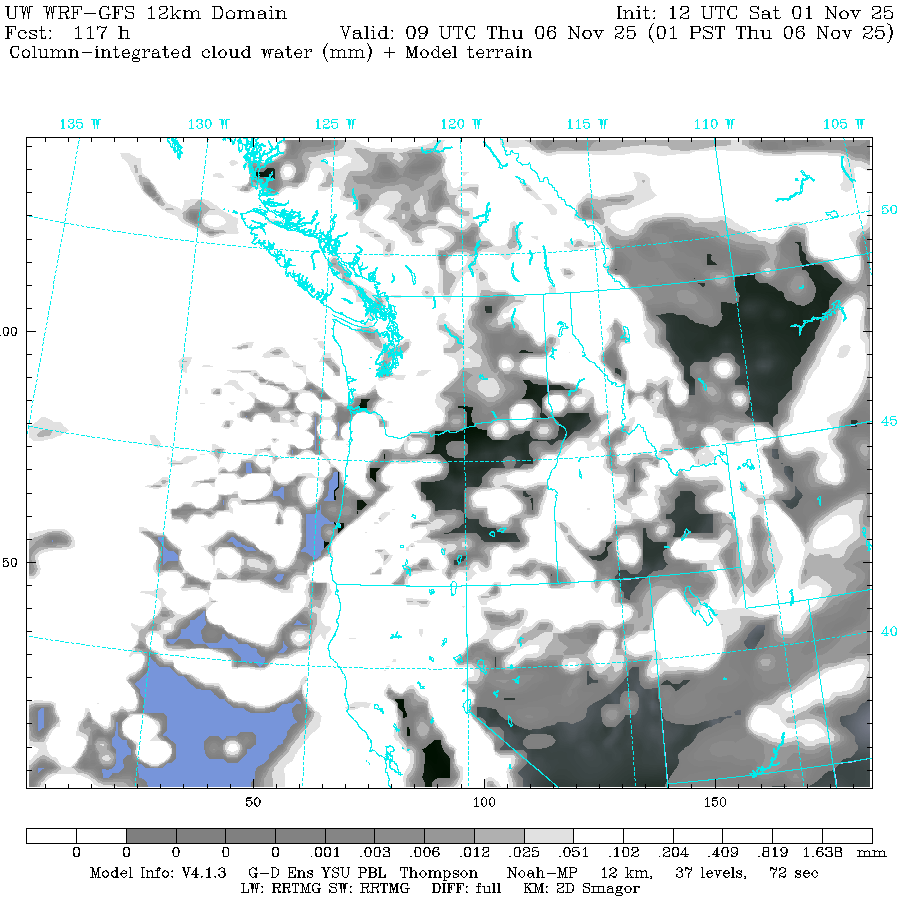 UW WRF-GFS 12km Domain Init: 12 UTC Sat 01 Nov 25
Fcst: 117 h Valid: 09 UTC Thu 06 Nov 25 (01 PST Thu 06 Nov 25)
Column-integrated cloud water (mm) + Model terrain
135 W 130 W 125 W 120 W 115 W 110 W 105 W
50
00
45
50
40
50 100 150
0 0 0 0 0 .001 .003 .006 .012 .025 .051 .102 .204 .409 .819 1.638 mm
Model Info: V4.1.3 G-D Ens YSU PBL Thompson Noah-MP 12 km, 37 levels, 72 sec
LW: RRTMG SW: RRTMG DIFF: full KM: 2D Smagor